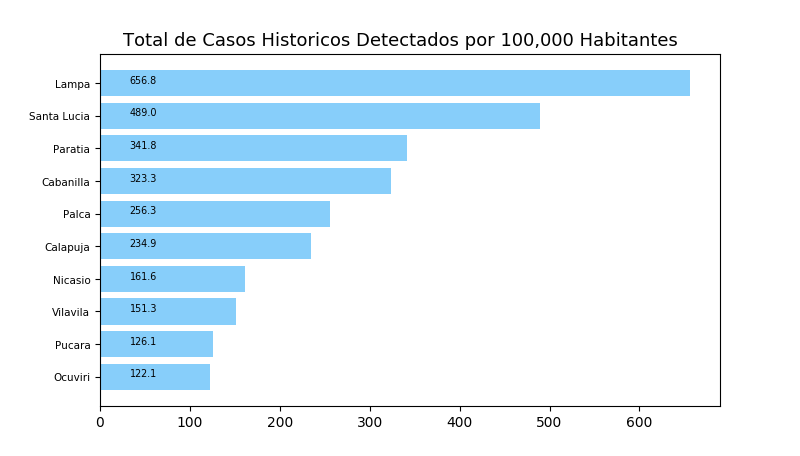 Total de Casos Historicos Detectados por 100,000 Habitantes
Lampa 656.8
Santa Lucia 489.0
Paratia 341.8
Cabanilla 323.3
Palca 256.3
Calapuja 234.9
Nicasio 161.6
Vilavila 151.3
Pucara 126.1
Ocuviri 122.1
0 100 200 300 400 500 600